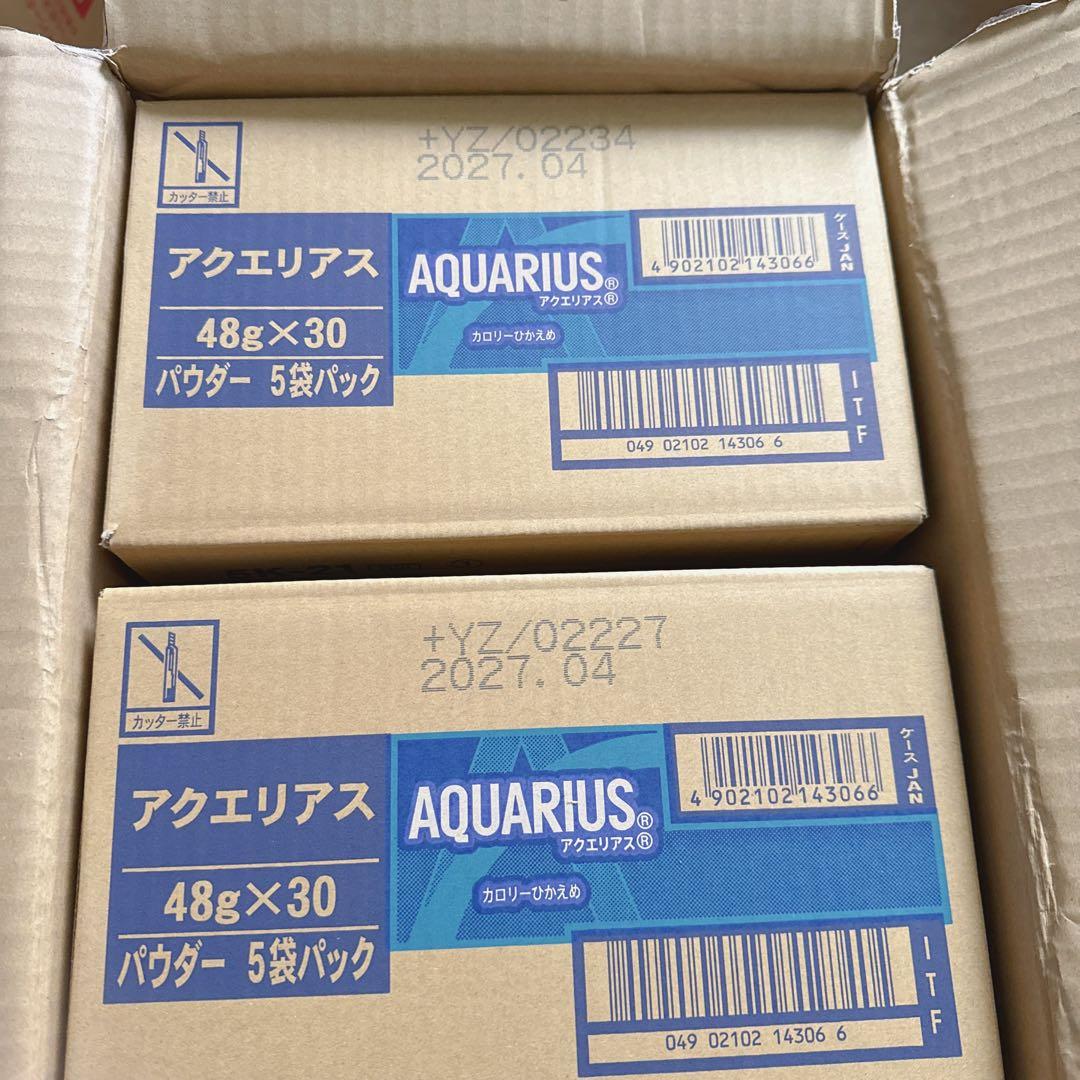 +YZ/02234
2027.04
カッター禁止
アクエリアス
48g×30
パウダー 5袋パック
AQUARIUS®
アクエリアス®
カロリーひかえめ
4 902102 143066
ケース JAN
049 02102 14306 6
ITF
+YZ/02227
2027.04
カッター禁止
アクエリアス
48g×30
パウダー 5袋パック
AQUARIUS®
アクエリアス®
カロリーひかえめ
4 902102 143066
ケース JAN
049 02102 14306 6
ITF